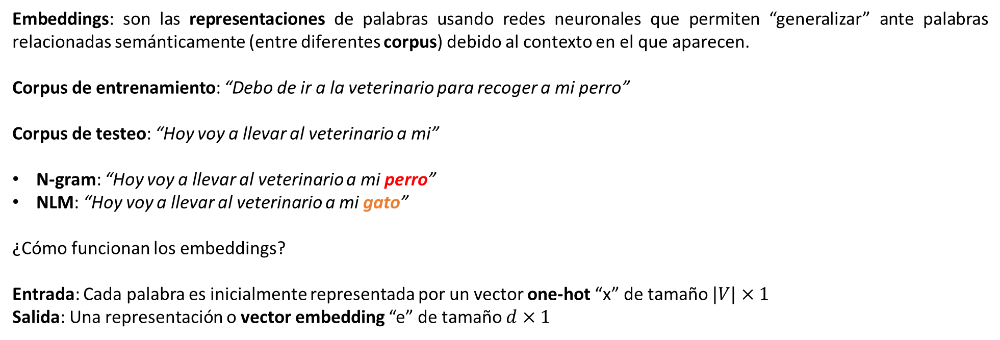 Embeddings: son las representaciones de palabras usando redes neuronales que permiten “generalizar” ante palabras
relacionadas semánticamente (entre diferentes corpus) debido al contexto en el que aparecen.
Corpus de entrenamiento: “Debo de ir a la veterinario para recoger a mi perro”
Corpus de testeo: “Hoy voy a llevar al veterinario a mi”
• N-gram: “Hoy voy a llevar al veterinario a mi perro”
• NLM: “Hoy voy a llevar al veterinario a mi gato”
¿Cómo funcionan los embeddings?
Entrada: Cada palabra es inicialmente representada por un vector one-hot “x” de tamaño |V| × 1
Salida: Una representación o vector embedding “e” de tamaño d × 1